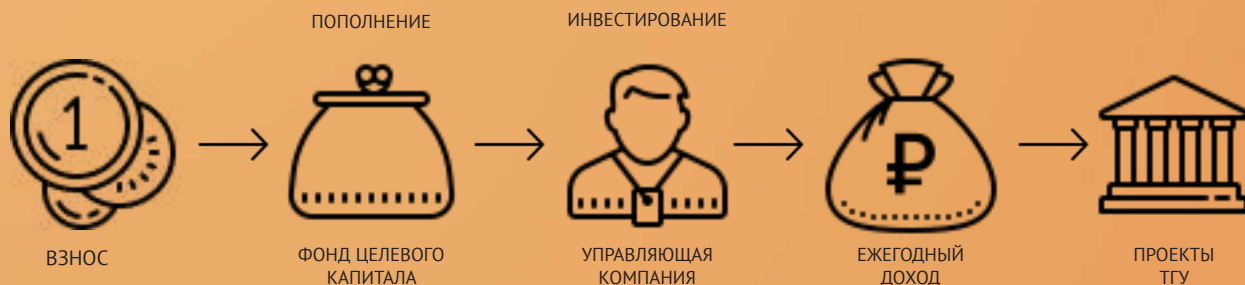 ПОПОЛНЕНИЕ
ИНВЕСТИРОВАНИЕ
1
₽
ВЗНОС
ФОНД ЦЕЛЕВОГО
КАПИТАЛА
УПРАВЛЯЮЩАЯ
КОМПАНИЯ
ЕЖЕГОДНЫЙ
ДОХОД
ПРОЕКТЫ
ТГУ